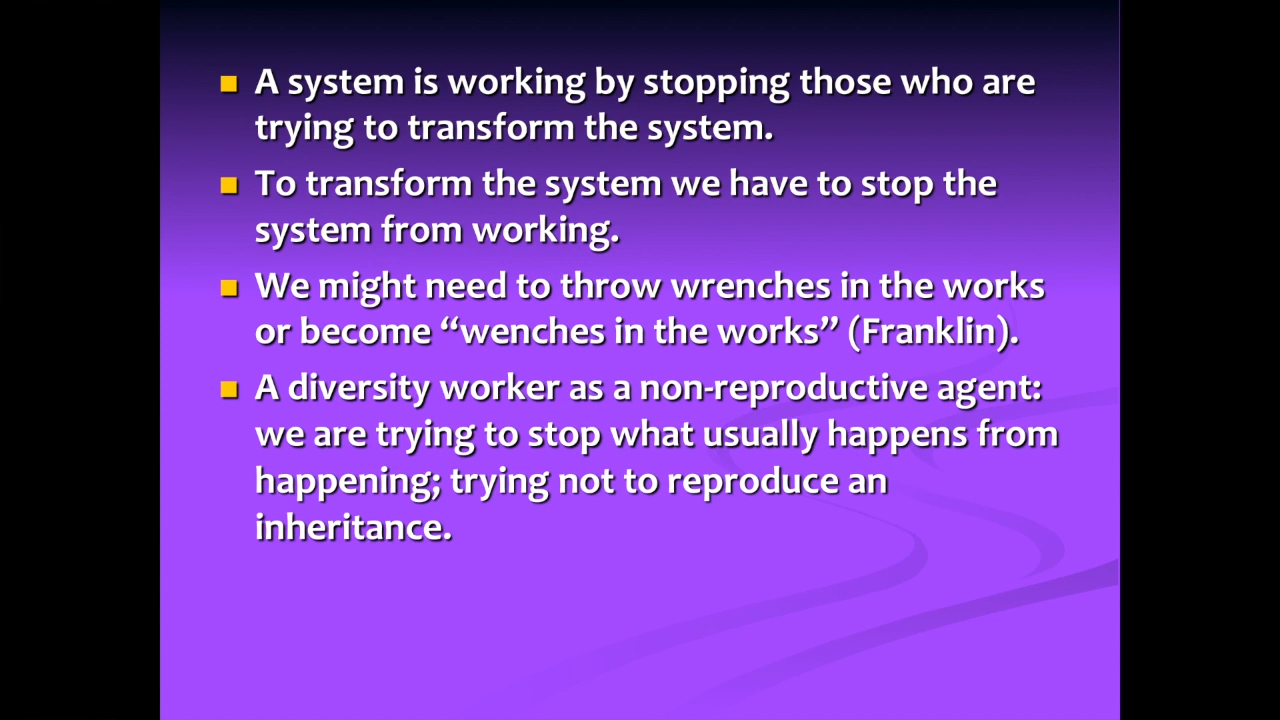 A system is working by stopping those who are
trying to transform the system.
To transform the system we have to stop the
system from working.
We might need to throw wrenches in the works
or become “wenches in the works” (Franklin).
A diversity worker as a non-reproductive agent:
we are trying to stop what usually happens from
happening; trying not to reproduce an
inheritance.